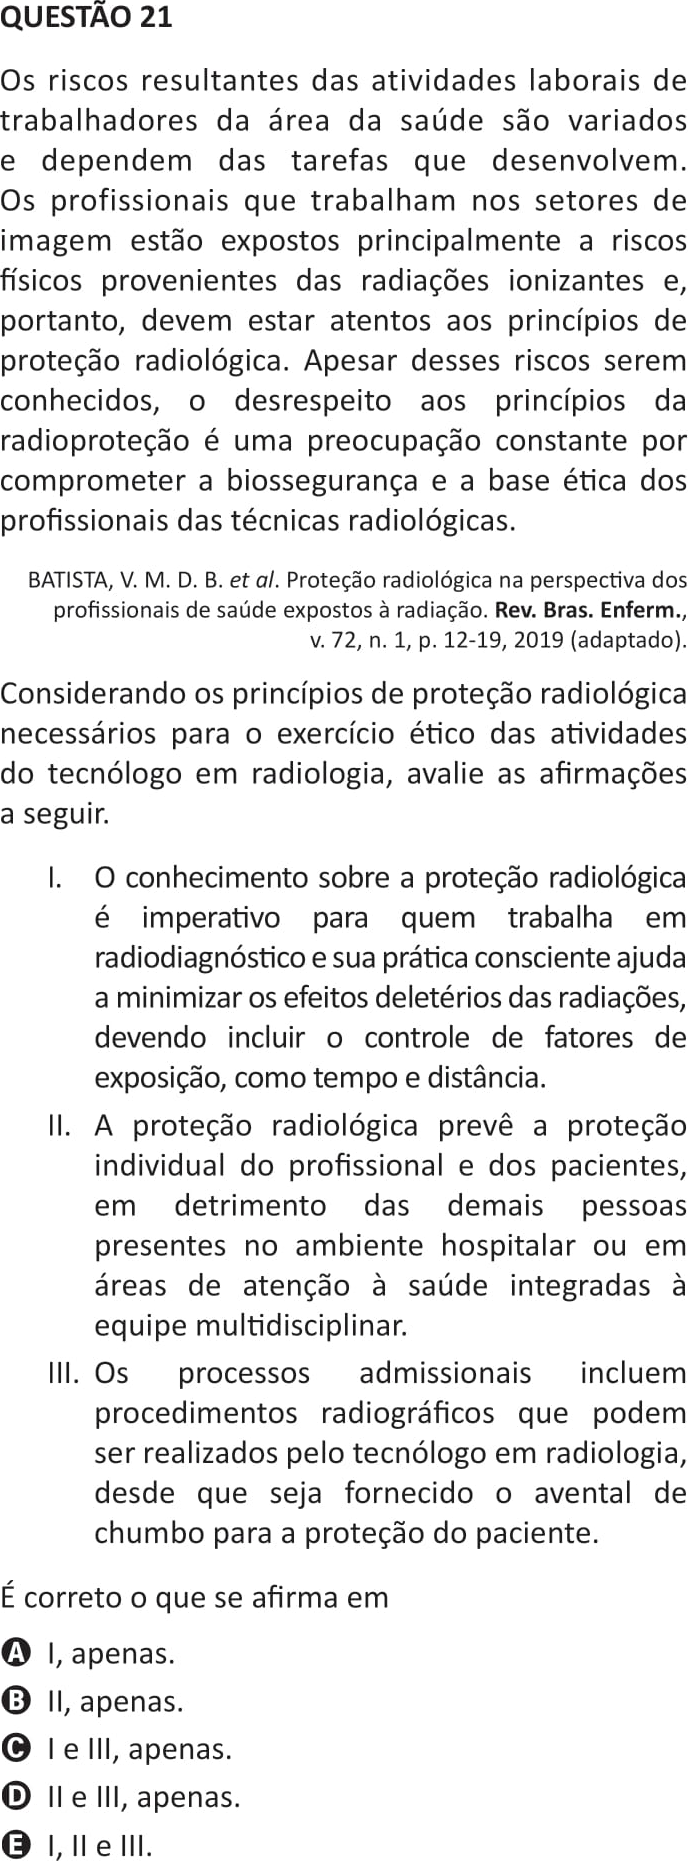 QUESTÃO 21
Os riscos resultantes das atividades laborais de
trabalhadores da área da saúde são variados
e dependem das tarefas que desenvolvem.
Os profissionais que trabalham nos setores de
imagem estão expostos principalmente a riscos
físicos provenientes das radiações ionizantes e,
portanto, devem estar atentos aos princípios de
proteção radiológica. Apesar desses riscos serem
conhecidos, o desrespeito aos princípios da
radioproteção é uma preocupação constante por
comprometer a biossegurança e a base ética dos
profissionais das técnicas radiológicas.
BATISTA, V. M. D. B. et al. Proteção radiológica na perspectiva dos
profissionais de saúde expostos à radiação. Rev. Bras. Enferm.,
v. 72, n. 1, p. 12-19, 2019 (adaptado).
Considerando os princípios de proteção radiológica
necessários para o exercício ético das atividades
do tecnólogo em radiologia, avalie as afirmações
a seguir.
I. O conhecimento sobre a proteção radiológica
é imperativo para quem trabalha em
radiodiagnóstico e sua prática consciente ajuda
a minimizar os efeitos deletérios das radiações,
devendo incluir o controle de fatores de
exposição, como tempo e distância.
II. A proteção radiológica prevê a proteção
individual do profissional e dos pacientes,
em detrimento das demais pessoas
presentes no ambiente hospitalar ou em
áreas de atenção à saúde integradas à
equipe multidisciplinar.
III. Os processos admissionais incluem
procedimentos radiográficos que podem
ser realizados pelo tecnólogo em radiologia,
desde que seja fornecido o avental de
chumbo para a proteção do paciente.
É correto o que se afirma em
A I, apenas.
B II, apenas.
C I e III, apenas.
D II e III, apenas.
E I, II e III.